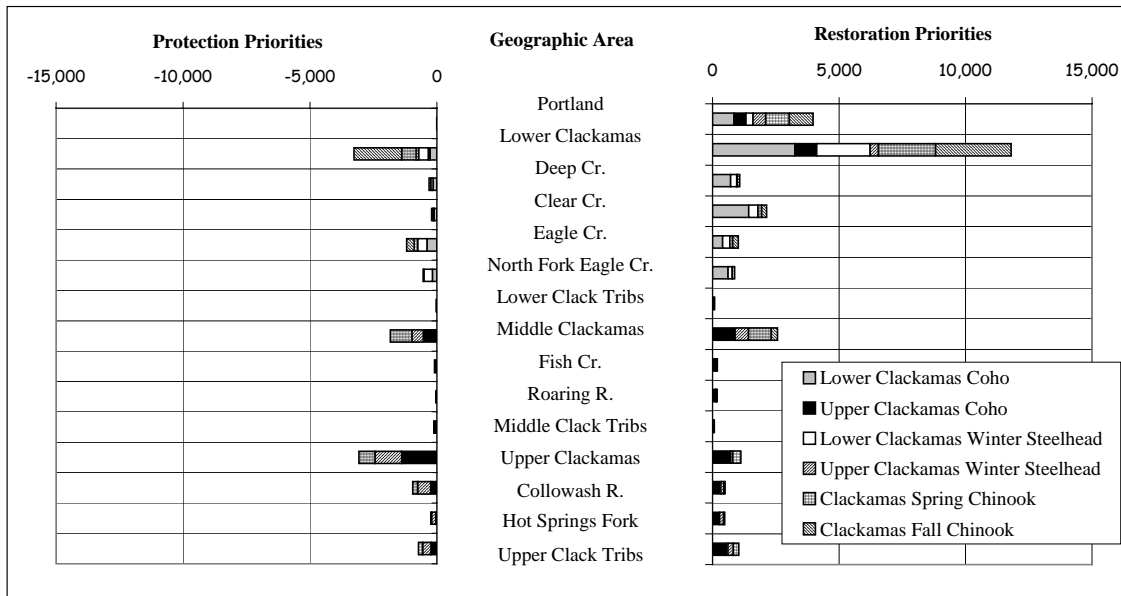 Protection Priorities Geographic Area Restoration Priorities
-15,000 -10,000 -5,000 0 0 5,000 10,000 15,000
Portland
Lower Clackamas
Deep Cr.
Clear Cr.
Eagle Cr.
North Fork Eagle Cr.
Lower Clack Tribs
Middle Clackamas
Fish Cr.
Roaring R.
Middle Clack Tribs
Upper Clackamas
Collowash R.
Hot Springs Fork
Upper Clack Tribs
Lower Clackamas Coho
Upper Clackamas Coho
Lower Clackamas Winter Steelhead
Upper Clackamas Winter Steelhead
Clackamas Spring Chinook
Clackamas Fall Chinook